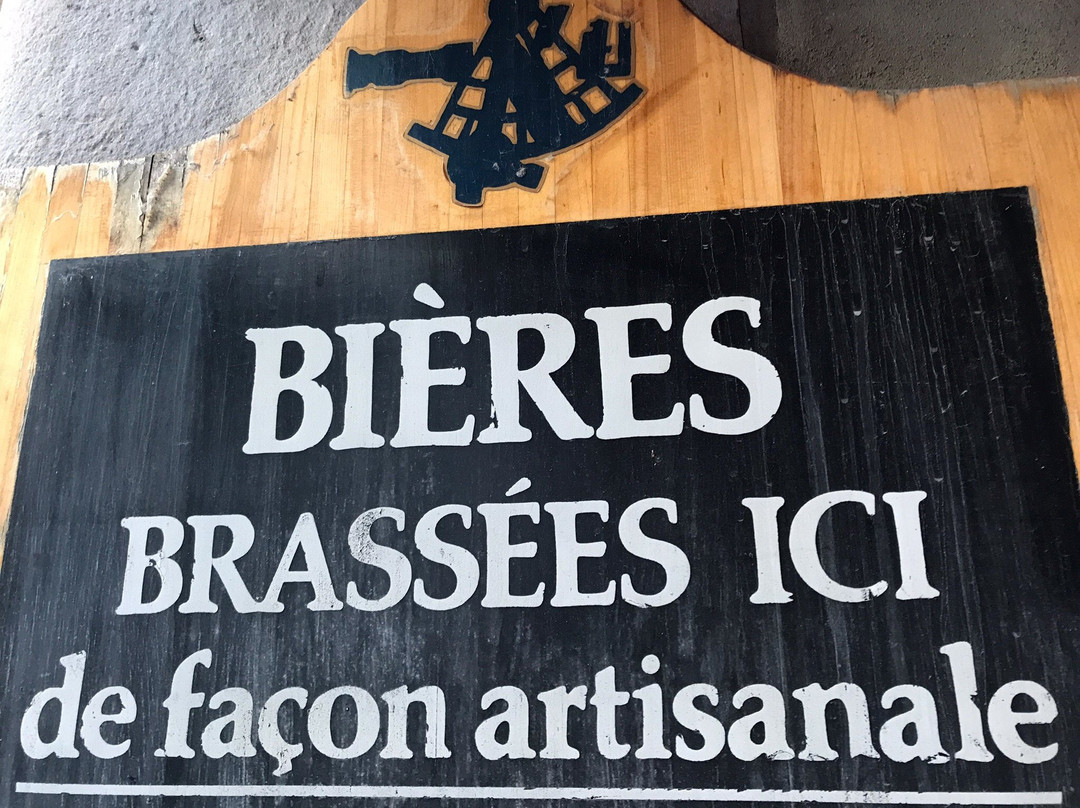 BIÈRES
BRASSÉES ICI
de façon artisanale